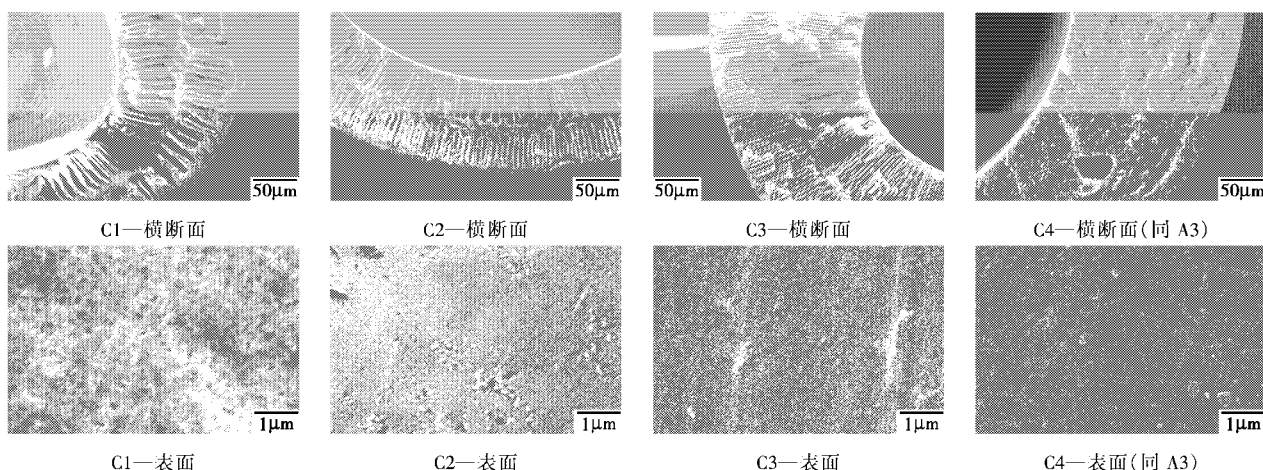 50μm 50μm 50μm 50μm
C1—横断面 C2—横断面 C3—横断面 C4—横断面(同 A3)
1μm 1μm 1μm 1μm
C1—表面 C2—表面 C3—表面 C4—表面(同 A3)